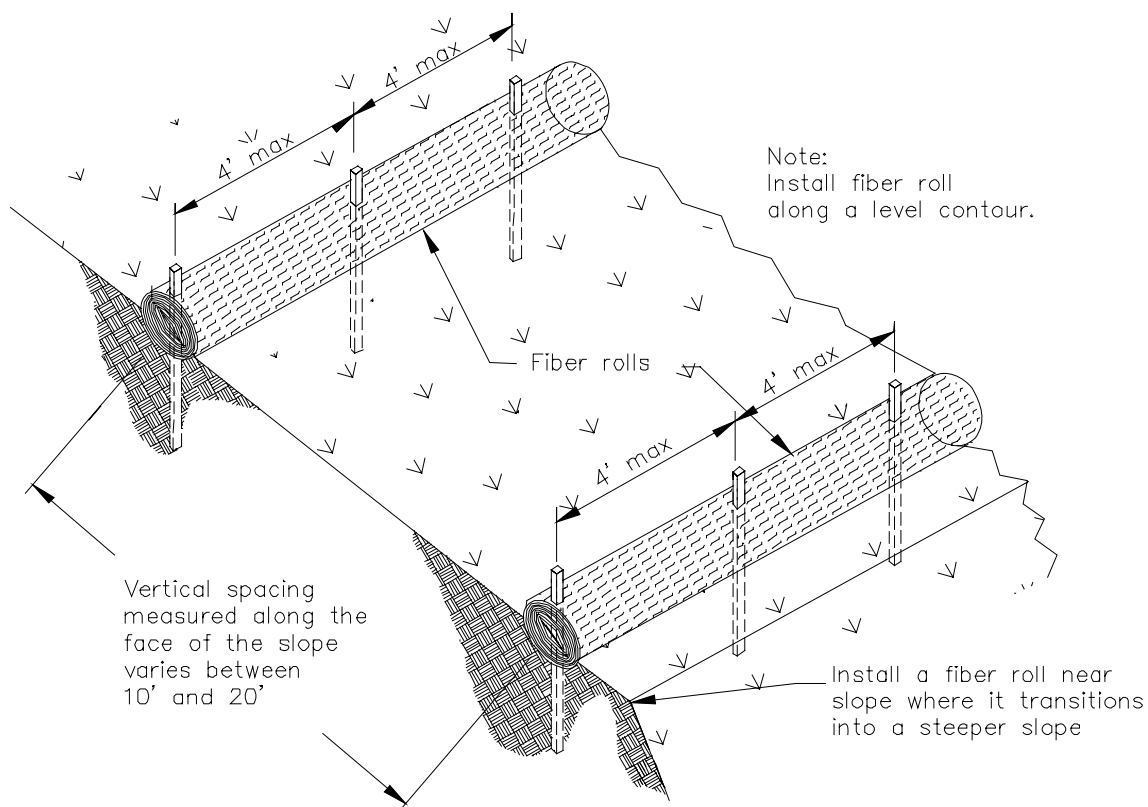 4' max
4' max
Note:
Install fiber roll
along a level contour.
Fiber rolls
4' max
4' max
Vertical spacing
measured along the
face of the slope
varies between
10' and 20'
Install a fiber roll near
slope where it transitions
into a steeper slope